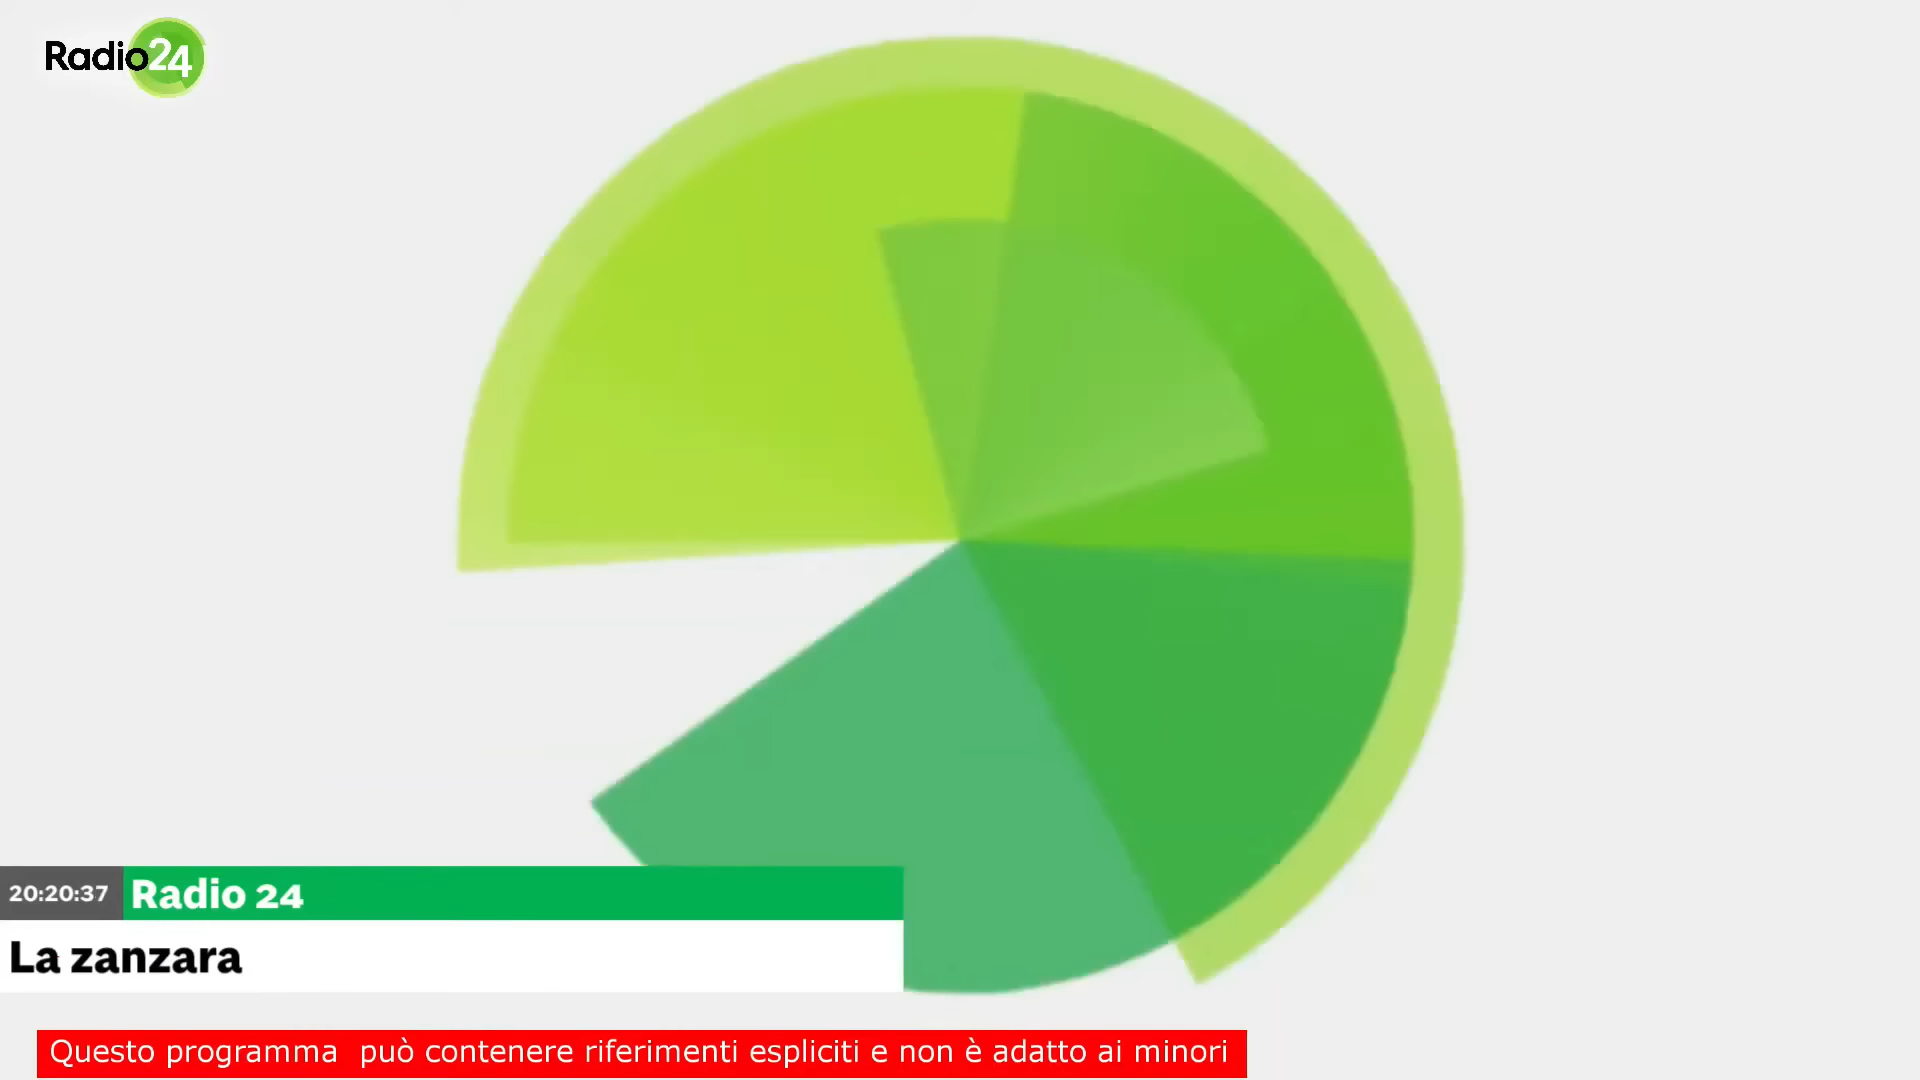 Radio24
20:20:37 Radio 24
La zanzara
Questo programma  può contenere riferimenti espliciti e non è adatto ai minori